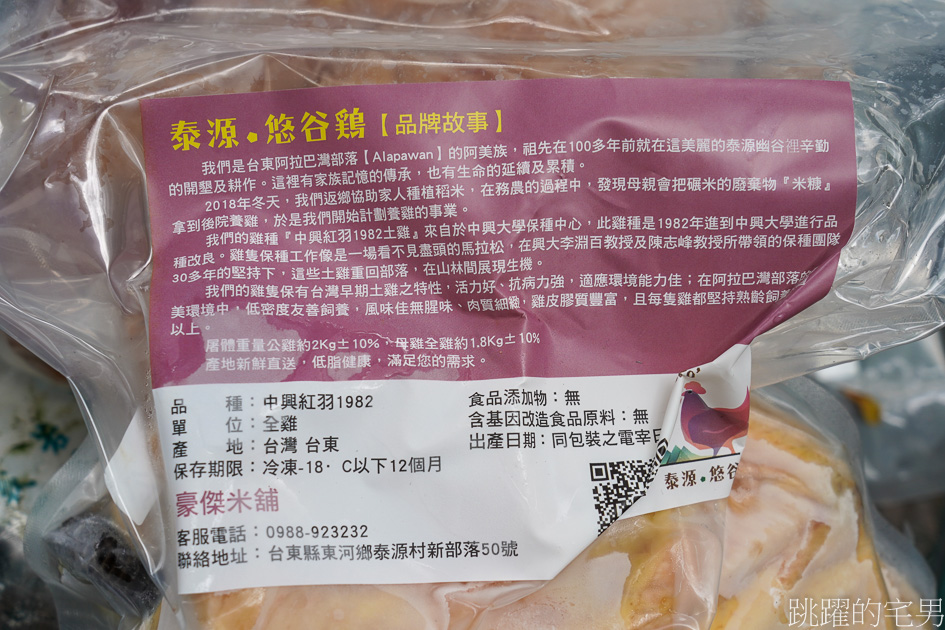 泰源.悠谷鷄【品牌故事】
我們是台東阿拉巴灣部落【Alapawan】的阿美族，祖先在100多年前就在這美麗的泰源幽谷裡辛勤
的開墾及耕作。這裡有家族記憶的傳承，也有生命的延續及累積。
2018年冬天，我們返鄉協助家人種植稻米，在務農的過程中，發現母親會把碾米的廢棄物『米糠』
拿到後院養雞，於是我們開始計劃養雞的事業。
我們的雞種『中興紅羽1982土雞』來自於中興大學保種中心，此雞種是1982年進到中興大學進行品
種改良。雞隻保種工作像是一場看不見盡頭的馬拉松，在興大李淵百教授及陳志峰教授所帶領的保種團隊
30多年的堅持下，這些土雞重回部落，在山林間展現生機。
我們的雞隻保有台灣早期土雞之特性，活力好、抗病力強，適應環境能力佳；在阿拉巴灣部落
美環境中，低密度友善飼養，風味佳無腥味、肉質細緻，雞皮膠質豐富，且每隻雞都堅持熟齡飼
以上。
屠體重量公雞約2Kg±10%，母雞全雞約1.8Kg±10%
產地新鮮直送，低脂健康，滿足您的需求。
品種：中興紅羽1982
單位：全雞
產地：台灣 台東
保存期限：冷凍-18·C以下12個月
食品添加物：無
含基因改造食品原料：無
出產日期：同包裝之電宰日
泰源.悠谷
豪傑米舖
客服電話：0988-923232
聯絡地址：台東縣東河鄉泰源村新部落50號
跳躍的宅男